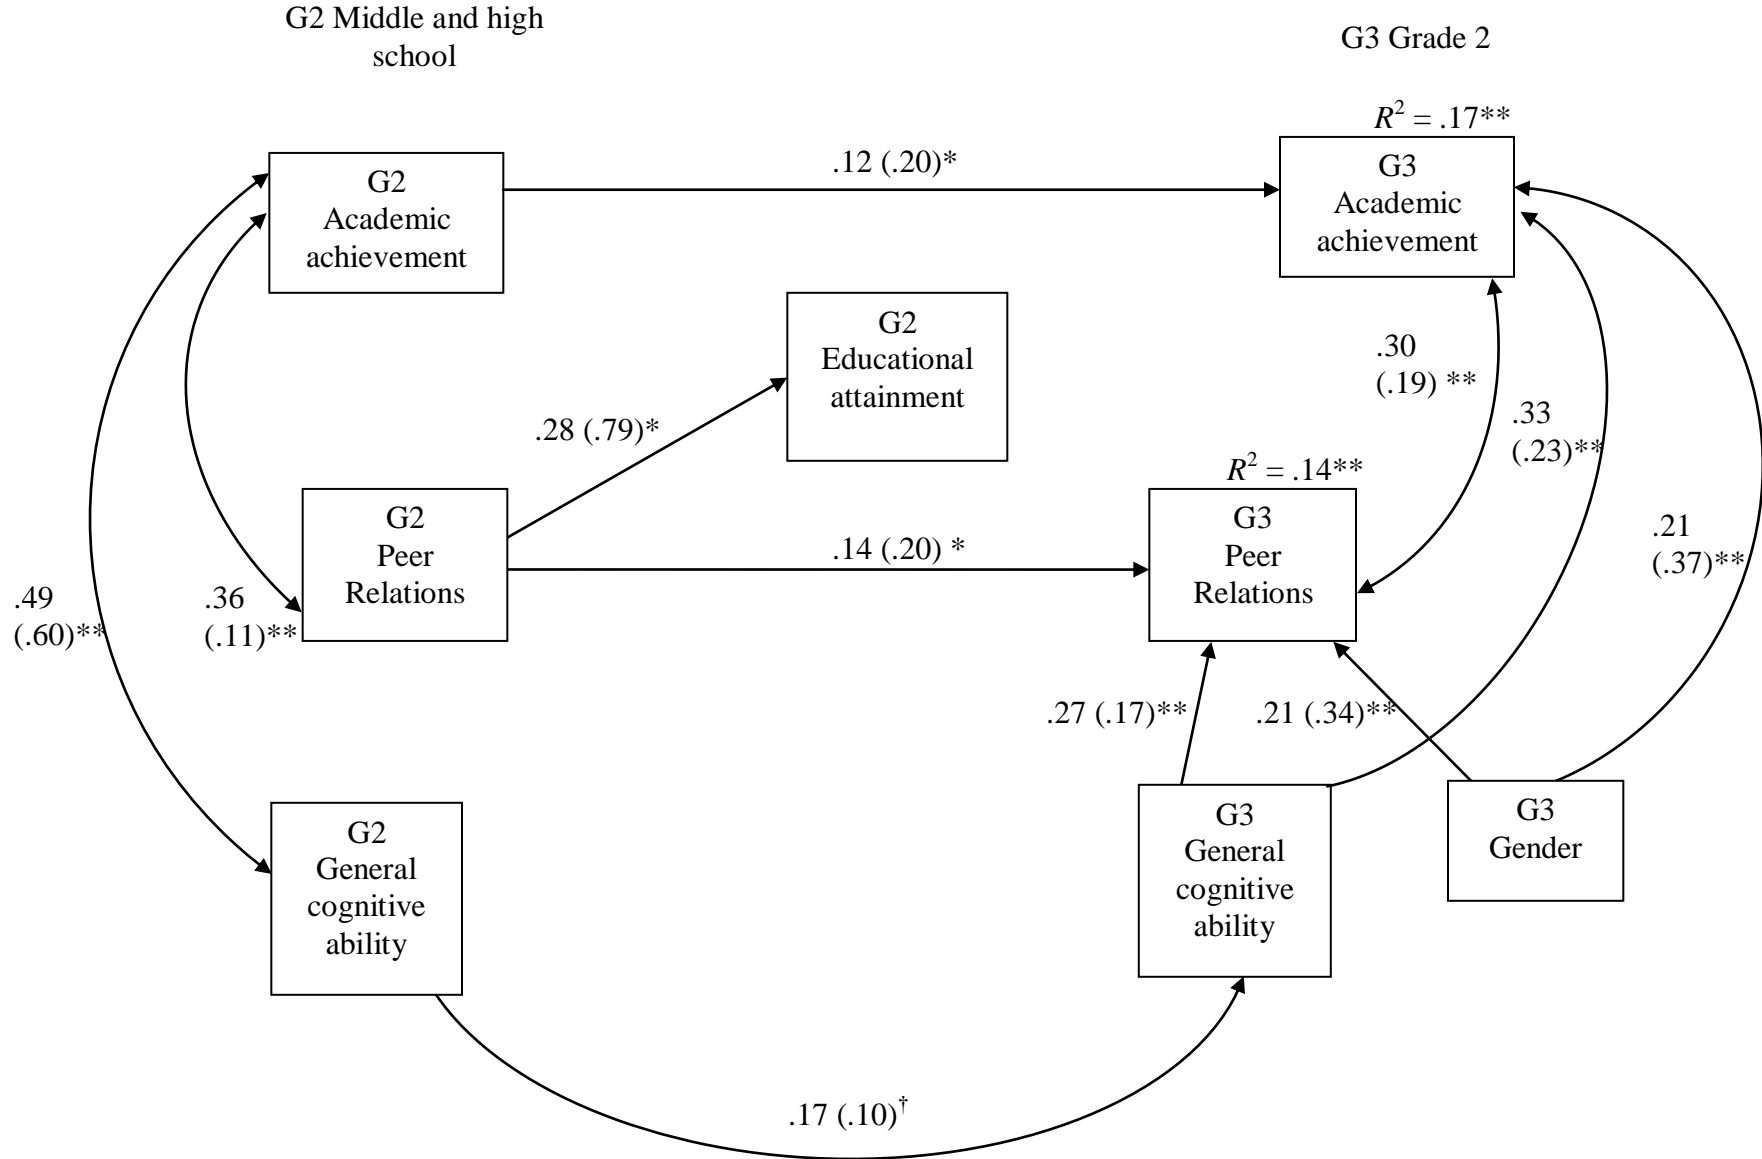 G2 Middle and high
school
G3 Grade 2
R² = .17**
G2
Academic
achievement
.12 (.20)*
G3
Academic
achievement
G2
Educational
attainment
.30
(.19) **
.33
(.23)**
.28 (.79)*
R² = .14**
G2
Peer
Relations
.14 (.20) *
G3
Peer
Relations
.21
(.37)**
.49
(.60)**
.36
(.11)**
.27 (.17)**
.21 (.34)**
G2
General
cognitive
ability
G3
General
cognitive
ability
G3
Gender
.17 (.10)†